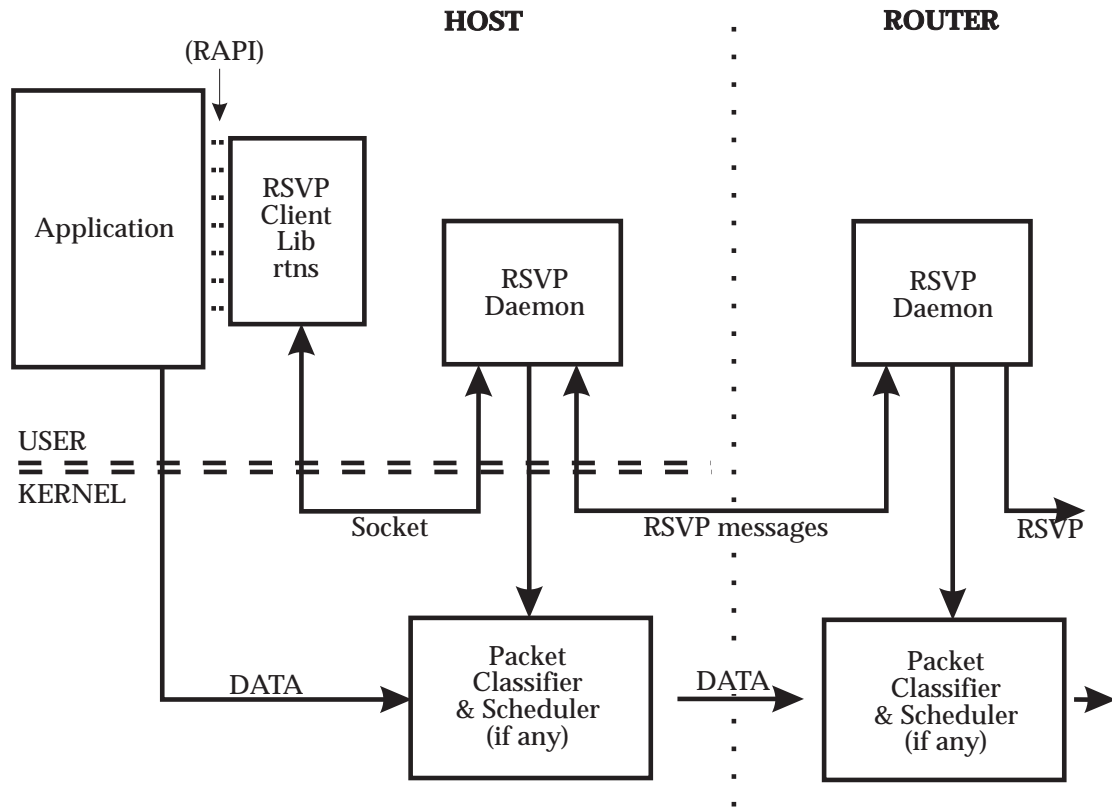 HOST
ROUTER
(RAPI)
Application
RSVP
Client
Lib
rtns
RSVP
Daemon
RSVP
Daemon
USER
KERNEL
Socket
RSVP messages
RSVP
DATA
Packet
Classifier
& Scheduler
(if any)
DATA
Packet
Classifier
& Scheduler
(if any)